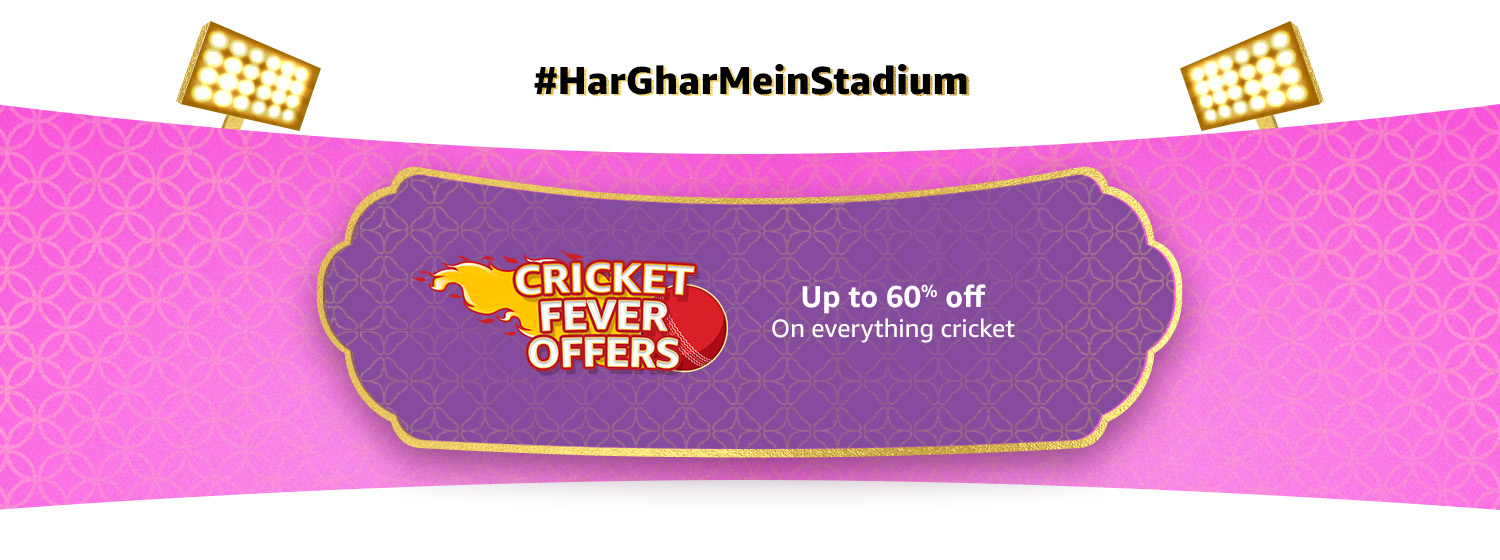 #HarGharMeinStadium
CRICKET
FEVER
OFFERS
Up to 60% off
On everything cricket